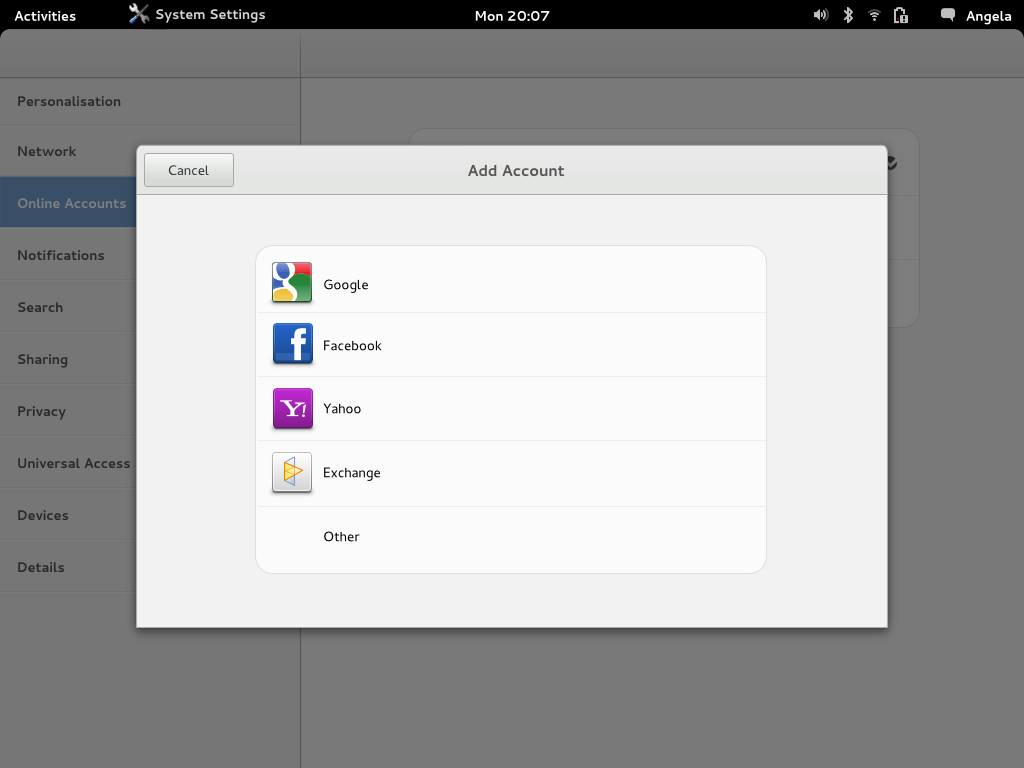 Activities
System Settings
Mon 20:07
Angela
Personalisation
Network
Online Accounts
Notifications
Search
Sharing
Privacy
Universal Access
Devices
Details
Cancel
Add Account
Google
Facebook
Yahoo
Exchange
Other